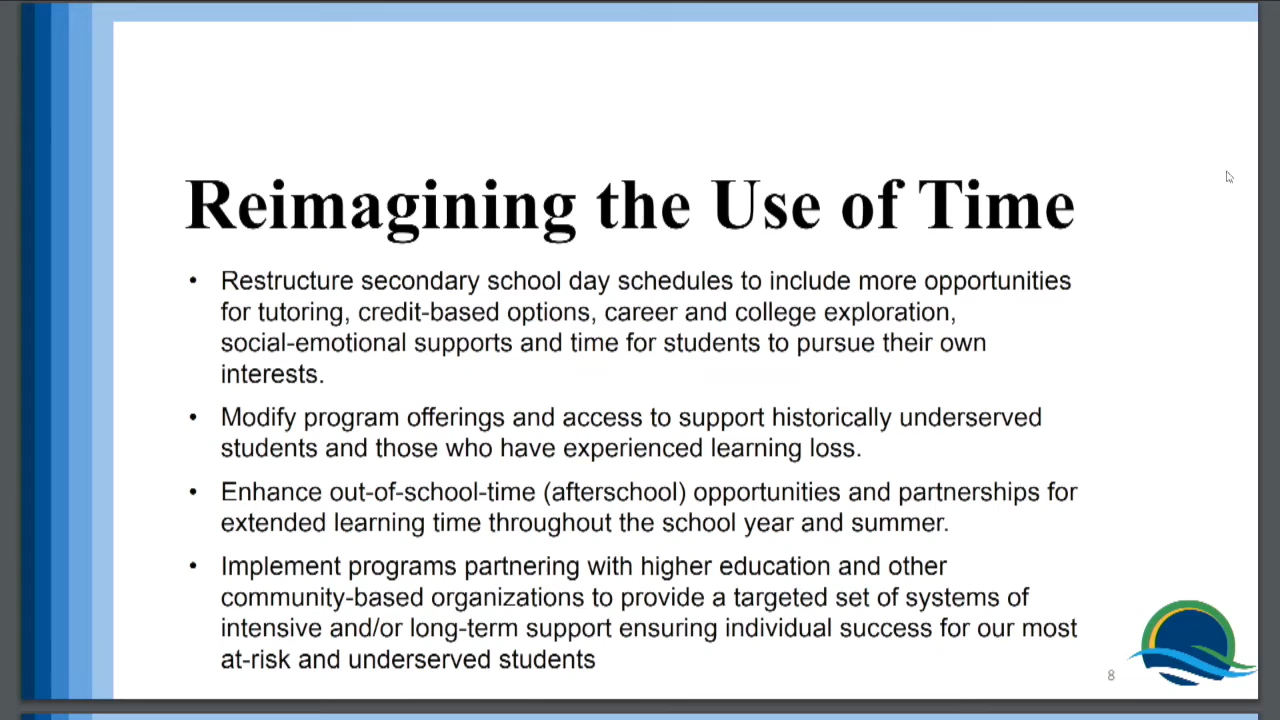 Reimagining the Use of Time
• Restructure secondary school day schedules to include more opportunities
for tutoring, credit-based options, career and college exploration,
social-emotional supports and time for students to pursue their own
interests.
• Modify program offerings and access to support historically underserved
students and those who have experienced learning loss.
• Enhance out-of-school-time (afterschool) opportunities and partnerships for
extended learning time throughout the school year and summer.
• Implement programs partnering with higher education and other
community-based organizations to provide a targeted set of systems of
intensive and/or long-term support ensuring individual success for our most
at-risk and underserved students
8